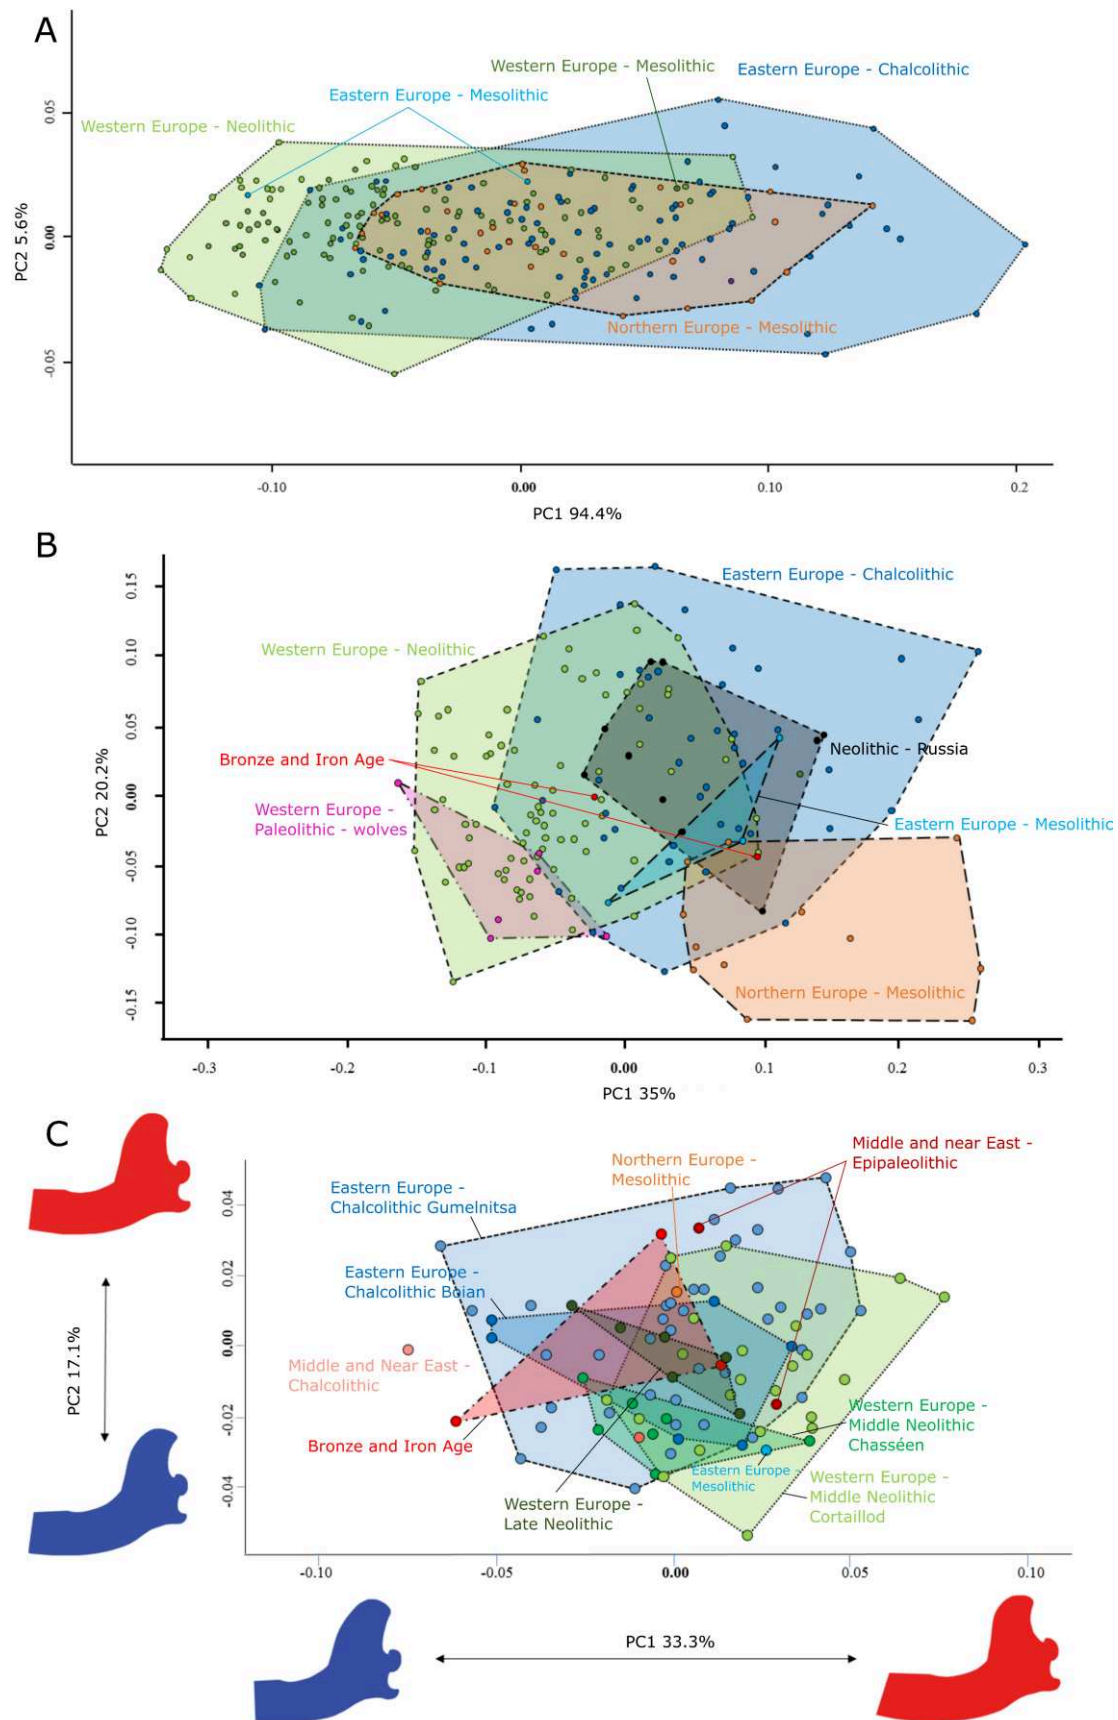 A
Western Europe - Mesolithic
Eastern Europe - Chalcolithic
Eastern Europe - Mesolithic
Western Europe - Neolithic
Northern Europe - Mesolithic
0.05
0.00
-0.05
PC2 5.6%
-0.10
0.00
0.10
0.2
PC1 94.4%
B
Eastern Europe - Chalcolithic
Western Europe - Neolithic
Neolithic - Russia
Bronze and Iron Age
Western Europe -
Paleolithic - wolves
Eastern Europe - Mesolithic
Northern Europe - Mesolithic
0.15
0.10
0.05
0.00
-0.05
-0.10
-0.15
PC2 20.2%
-0.3
-0.2
-0.1
0.00
0.1
0.2
0.3
PC1 35%
C
Middle and near East -
Epipaleolithic
Northern Europe -
Mesolithic
Eastern Europe -
Chalcolithic Gumelnitsa
Eastern Europe -
Chalcolithic Boian
Middle and Near East -
Chalcolithic
Bronze and Iron Age
Western Europe -
Middle Neolithic
Chasséen
Eastern Europe -
Mesolithic
Western Europe -
Middle Neolithic
Cortaillod
Western Europe -
Late Neolithic
0.04
0.02
0.00
-0.02
-0.04
PC2 17.1%
-0.10
-0.05
0.00
0.05
0.10
PC1 33.3%